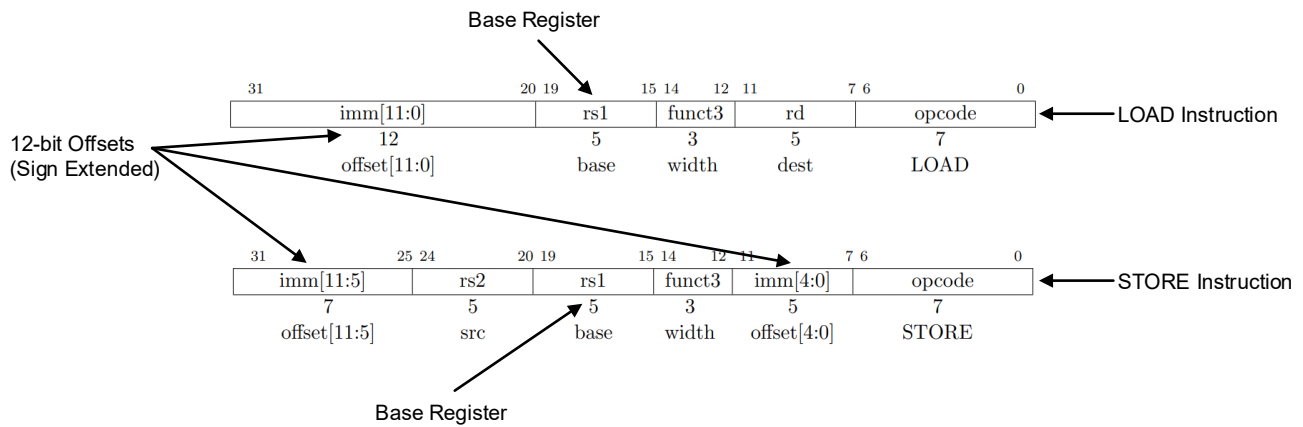 Base Register
31 20 19 15 14 12 11 7 6 0
imm[11:0] rs1 funct3 rd opcode
LOAD Instruction
12 5 3 5 7
offset[11:0] base width dest LOAD
12-bit Offsets
(Sign Extended)
31 25 24 20 19 15 14 12 11 7 6 0
imm[11:5] rs2 rs1 funct3 imm[4:0] opcode
STORE Instruction
7 5 5 3 5 7
offset[11:5] src base width offset[4:0] STORE
Base Register